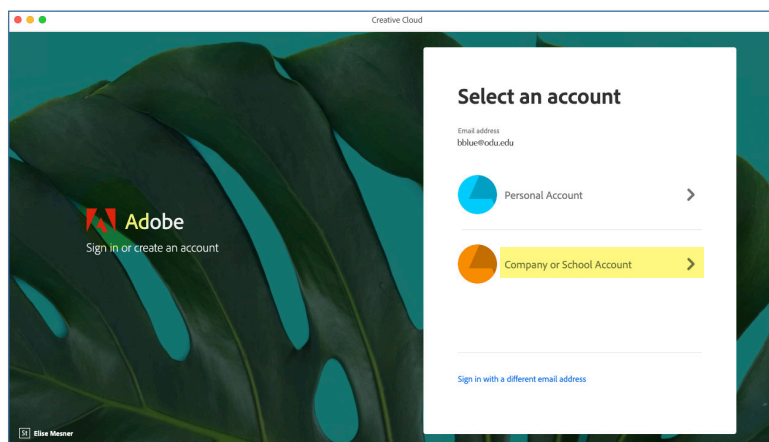 Creative Cloud
Adobe
Sign in or create an account
St Elise Mesner
Select an account
Email address
bblue@odu.edu
Personal Account
Company or School Account
Sign in with a different email address